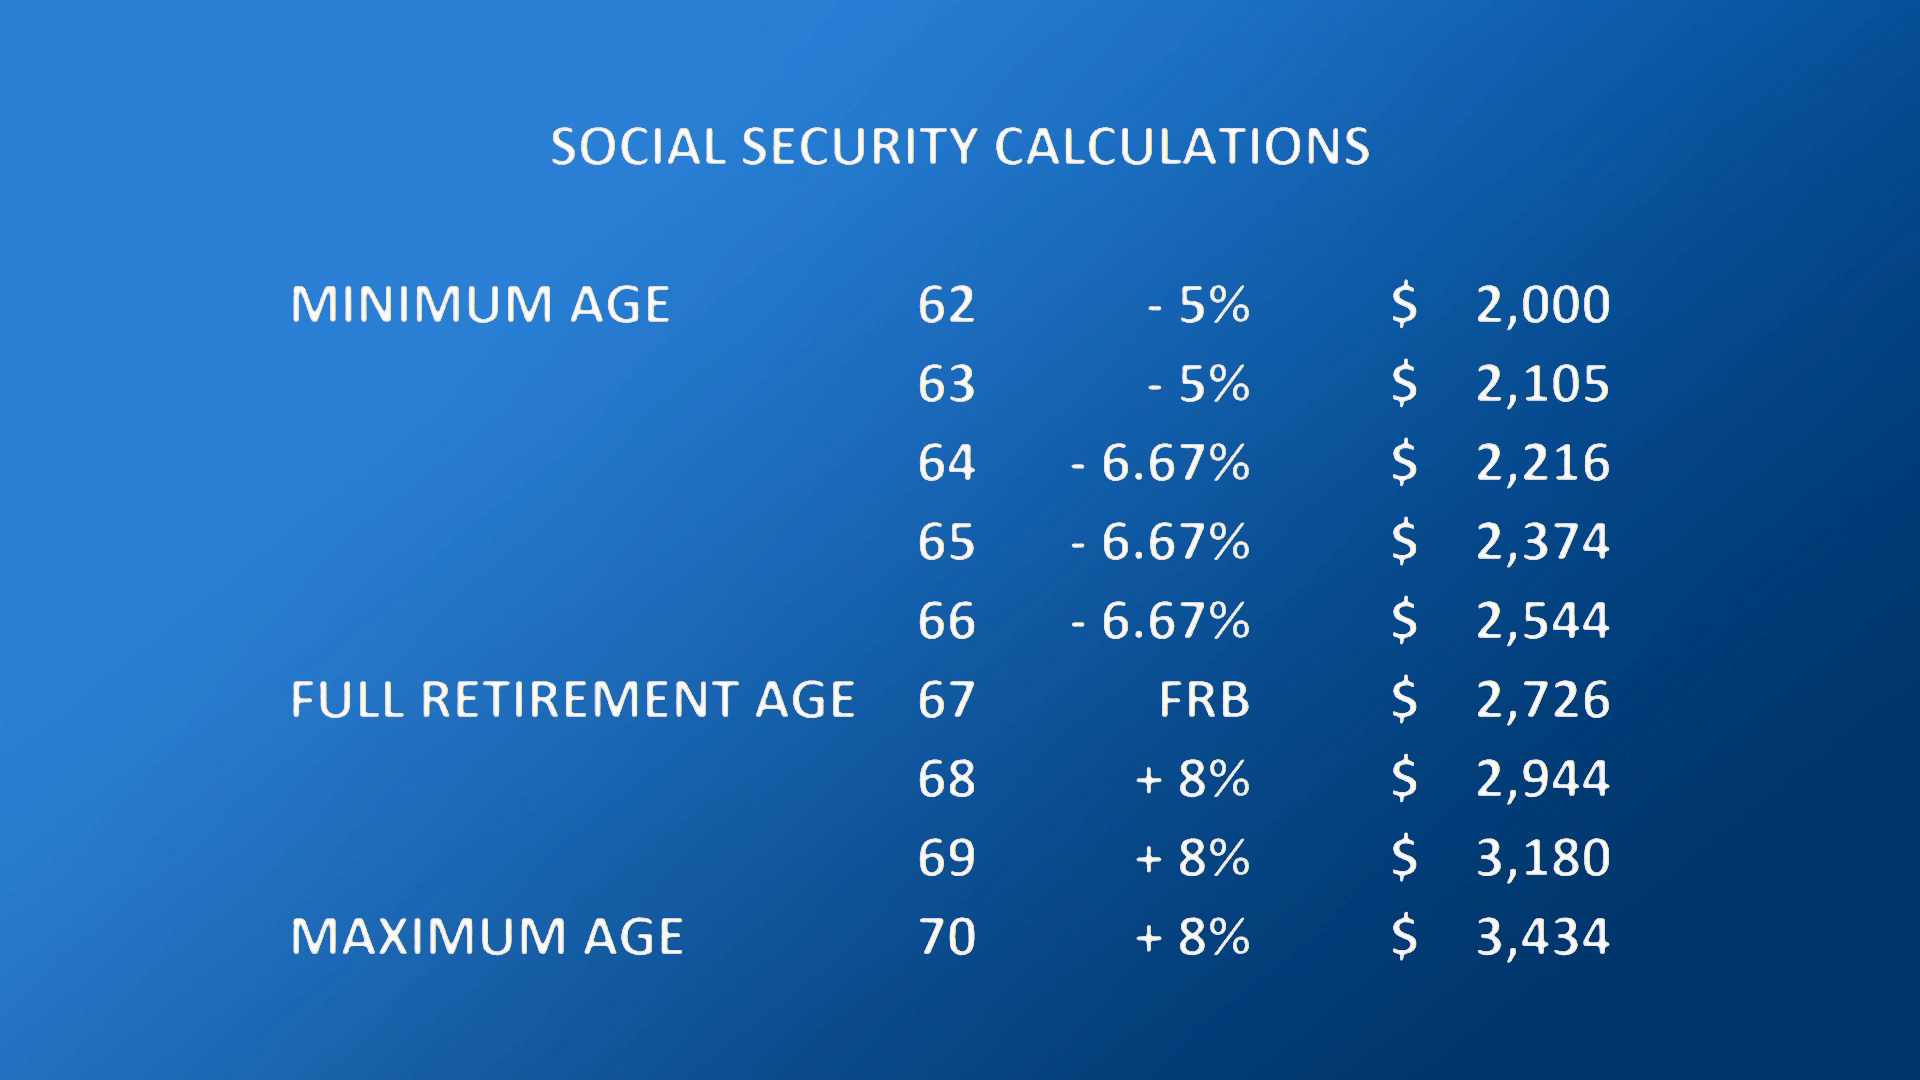 SOCIAL SECURITY CALCULATIONS
MINIMUM AGE 62 - 5% $ 2,000
63 - 5% $ 2,105
64 - 6.67% $ 2,216
65 - 6.67% $ 2,374
66 - 6.67% $ 2,544
FULL RETIREMENT AGE 67 FRB $ 2,726
68 + 8% $ 2,944
69 + 8% $ 3,180
MAXIMUM AGE 70 + 8% $ 3,434